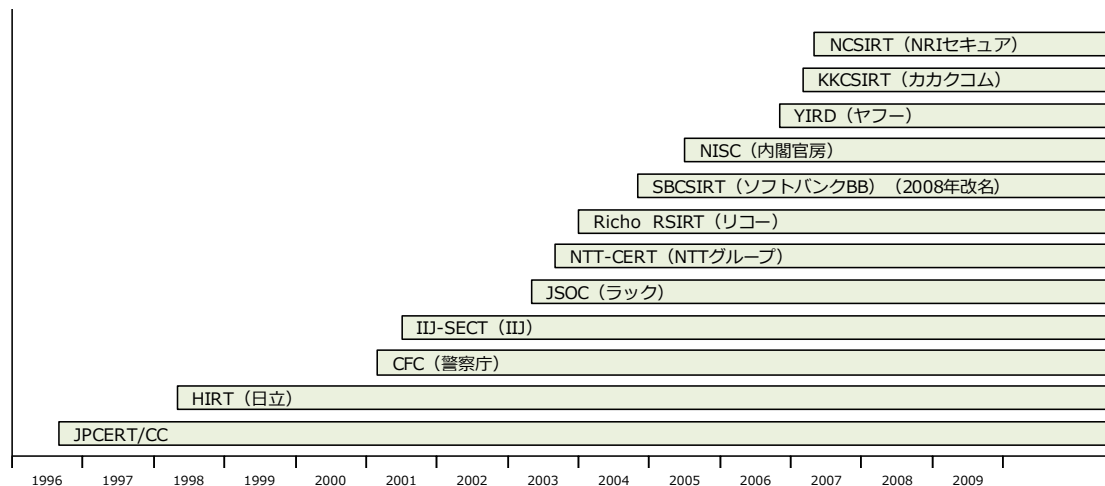 NCSIRT（NRIセキュア）
KKCSIRT（カカクコム）
YIRD（ヤフー）
NISC（内閣官房）
SBCSIRT（ソフトバンクBB）（2008年改名）
Richo RSIRT（リコー）
NTT-CERT（NTTグループ）
JSOC（ラック）
IIJ-SECT（IIJ）
CFC（警察庁）
HIRT（日立）
JPCERT/CC
1996 1997 1998 1999 2000 2001 2002 2003 2004 2005 2006 2007 2008 2009